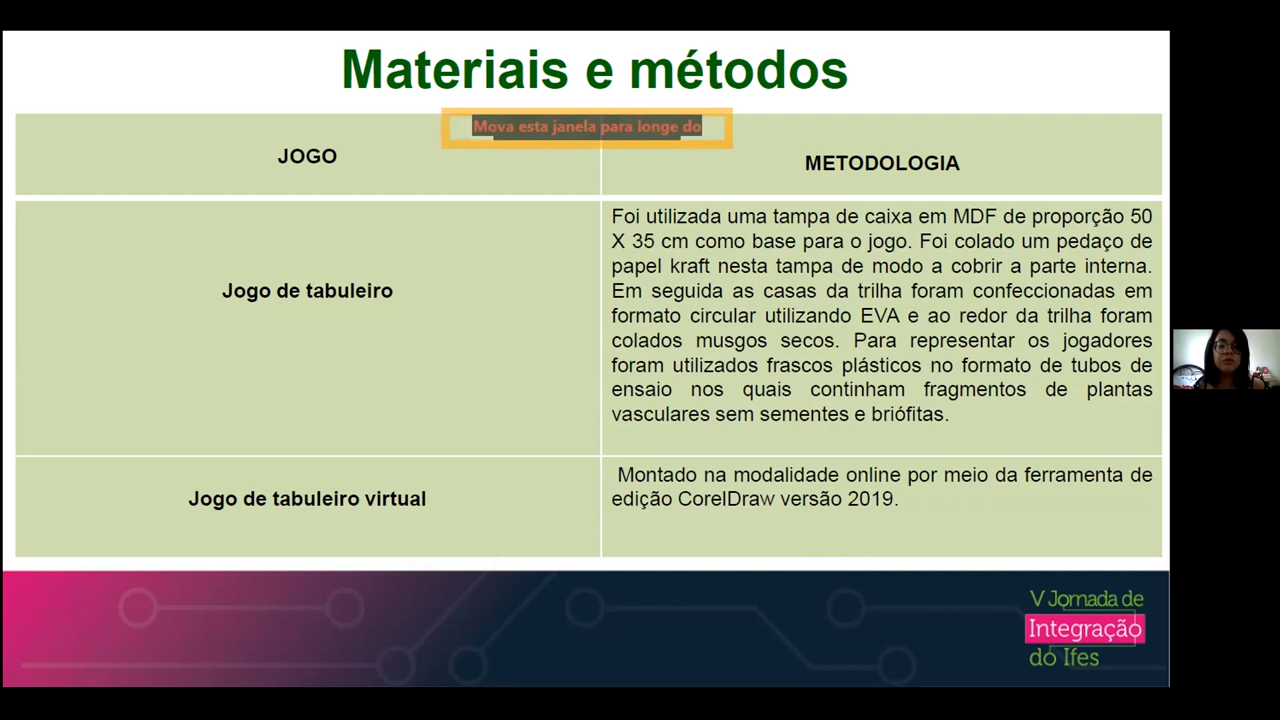 Materiais e métodos
Mova esta janela para longe do
JOGO
METODOLOGIA
Jogo de tabuleiro
Foi utilizada uma tampa de caixa em MDF de proporção 50
X 35 cm como base para o jogo. Foi colado um pedaço de
papel kraft nesta tampa de modo a cobrir a parte interna.
Em seguida as casas da trilha foram confeccionadas em
formato circular utilizando EVA e ao redor da trilha foram
colados musgos secos. Para representar os jogadores
foram utilizados frascos plásticos no formato de tubos de
ensaio nos quais continham fragmentos de plantas
vasculares sem sementes e briófitas.
Jogo de tabuleiro virtual
Montado na modalidade online por meio da ferramenta de
edição CorelDraw versão 2019.
V Jornada de
Integração
do Ifes